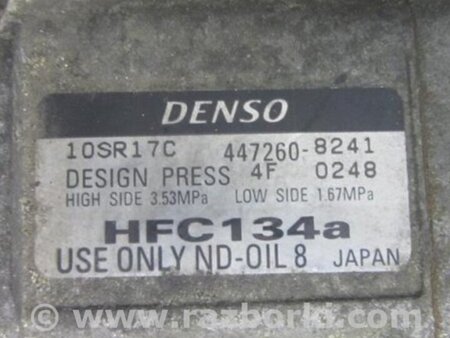 DENSO
10SR17C 447260-8241
DESIGN PRESS 4F 0248
HIGH SIDE 3.53MPa LOW SIDE 1.67MPa
HFC134a
USE ONLY ND-OIL 8 JAPAN
© www.razborki.com